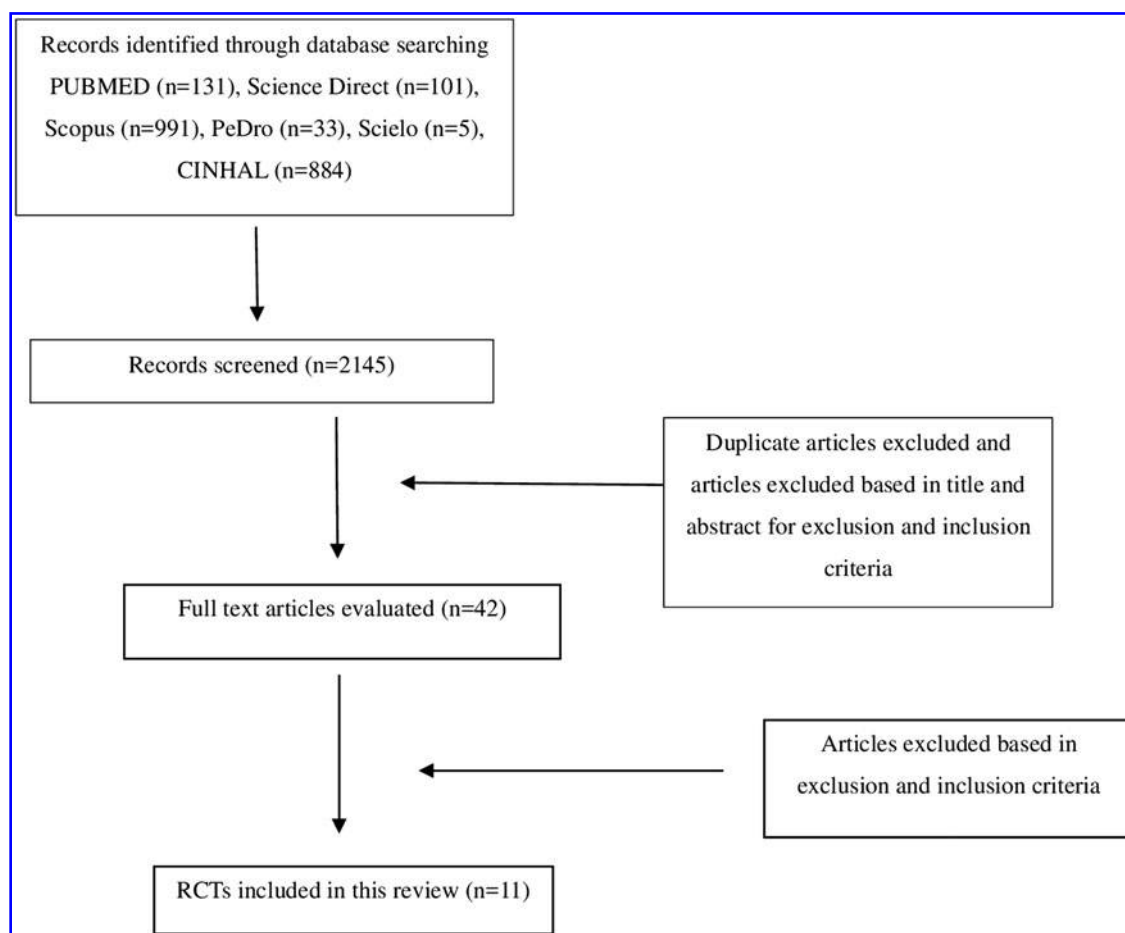 Records identified through database searching
PUBMED (n=131), Science Direct (n=101),
Scopus (n=991), PeDro (n=33), Scielo (n=5),
CINHAL (n=884)
Records screened (n=2145)
Duplicate articles excluded and
articles excluded based in title and
abstract for exclusion and inclusion
criteria
Full text articles evaluated (n=42)
Articles excluded based in
exclusion and inclusion criteria
RCTs included in this review (n=11)